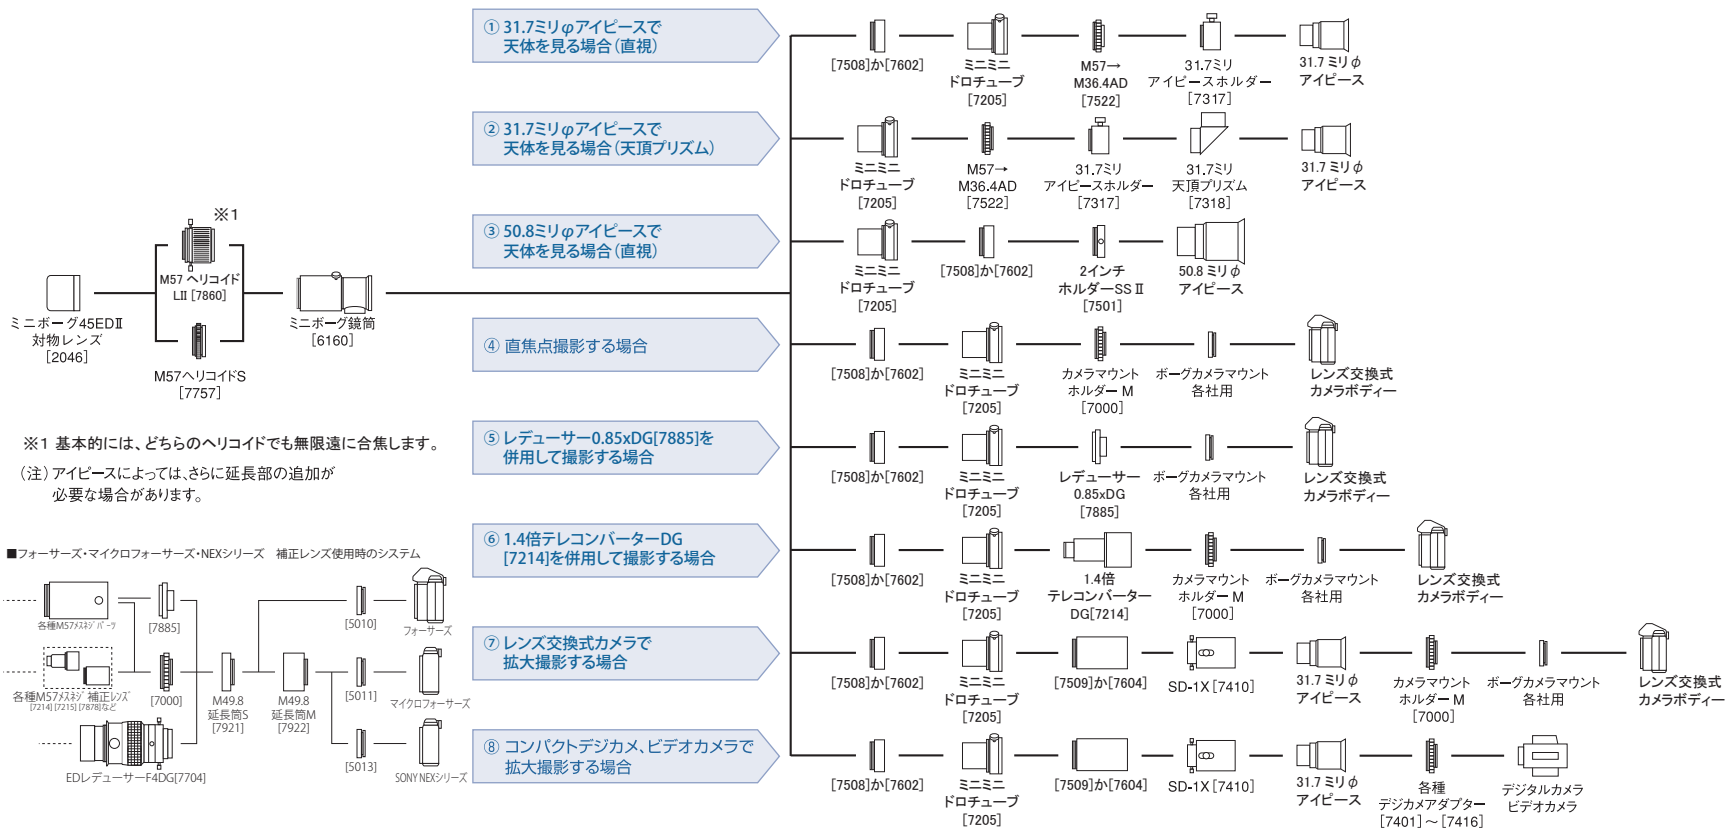 ① 31.7ミリφアイピースで
天体を見る場合(直視)
[7508]か[7602]
ミニミニ
ドロチューブ
[7205]
M57→
M36.4AD
[7522]
31.7ミリ
アイピースホルダー
[7317]
31.7 ミリφ
アイピース
② 31.7ミリφアイピースで
天体を見る場合(天頂プリズム)
ミニミニ
ドロチューブ
[7205]
M57→
M36.4AD
[7522]
31.7ミリ
アイピースホルダー
[7317]
31.7ミリ
天頂プリズム
[7318]
31.7 ミリφ
アイピース
③ 50.8ミリφアイピースで
天体を見る場合(直視)
ミニミニ
ドロチューブ
[7205]
[7508]か[7602]
2インチ
ホルダーSSⅡ
[7501]
50.8 ミリφ
アイピース
※1
M57 ヘリコイド
LII [7860]
ミニボーグ45EDⅡ
対物レンズ
[2046]
M57ヘリコイドS
[7757]
ミニボーグ鏡筒
[6160]
④ 直焦点撮影する場合
[7508]か[7602]
ミニミニ
ドロチューブ
[7205]
カメラマウント
ホルダー M
[7000]
ボーグカメラマウント
各社用
レンズ交換式
カメラボディー
※1 基本的には、どちらのヘリコイドでも無限遠に合焦します。
(注)アイピースによっては、さらに延長部の追加が
必要な場合があります。
⑤ レデューサー0.85xDG[7885]を
併用して撮影する場合
[7508]か[7602]
ミニミニ
ドロチューブ
[7205]
レデューサー
0.85xDG
[7885]
ボーグカメラマウント
各社用
レンズ交換式
カメラボディー
⑥ 1.4倍テレコンバーターDG
[7214]を併用して撮影する場合
[7508]か[7602]
ミニミニ
ドロチューブ
[7205]
1.4倍
テレコンバーター
DG[7214]
カメラマウント
ホルダー M
[7000]
ボーグカメラマウント
各社用
レンズ交換式
カメラボディー
⑦ レンズ交換式カメラで
拡大撮影する場合
[7508]か[7602]
ミニミニ
ドロチューブ
[7205]
[7509]か[7604]
SD-1X [7410]
31.7 ミリφ
アイピース
カメラマウント
ホルダー M
[7000]
ボーグカメラマウント
各社用
レンズ交換式
カメラボディー
⑧ コンパクトデジカメ、ビデオカメラで
拡大撮影する場合
[7508]か[7602]
ミニミニ
ドロチューブ
[7205]
[7509]か[7604]
SD-1X [7410]
31.7 ミリφ
アイピース
各種
デジカメアダプター
[7401]～[7416]
デジタルカメラ
ビデオカメラ
■フォーサーズ・マイクロフォーサーズ・NEXシリーズ 補正レンズ使用時のシステム
各種M57メスネジパーツ
[7885]
[5010]
フォーサーズ
各種M57メスネジ補正レンズ
[7214] [7215] [7878]など
[7000]
M49.8
延長筒S
[7921]
M49.8
延長筒M
[7922]
[5011]
マイクロフォーサーズ
EDレデューサーF4DG[7704]
[5013]
SONY NEXシリーズ